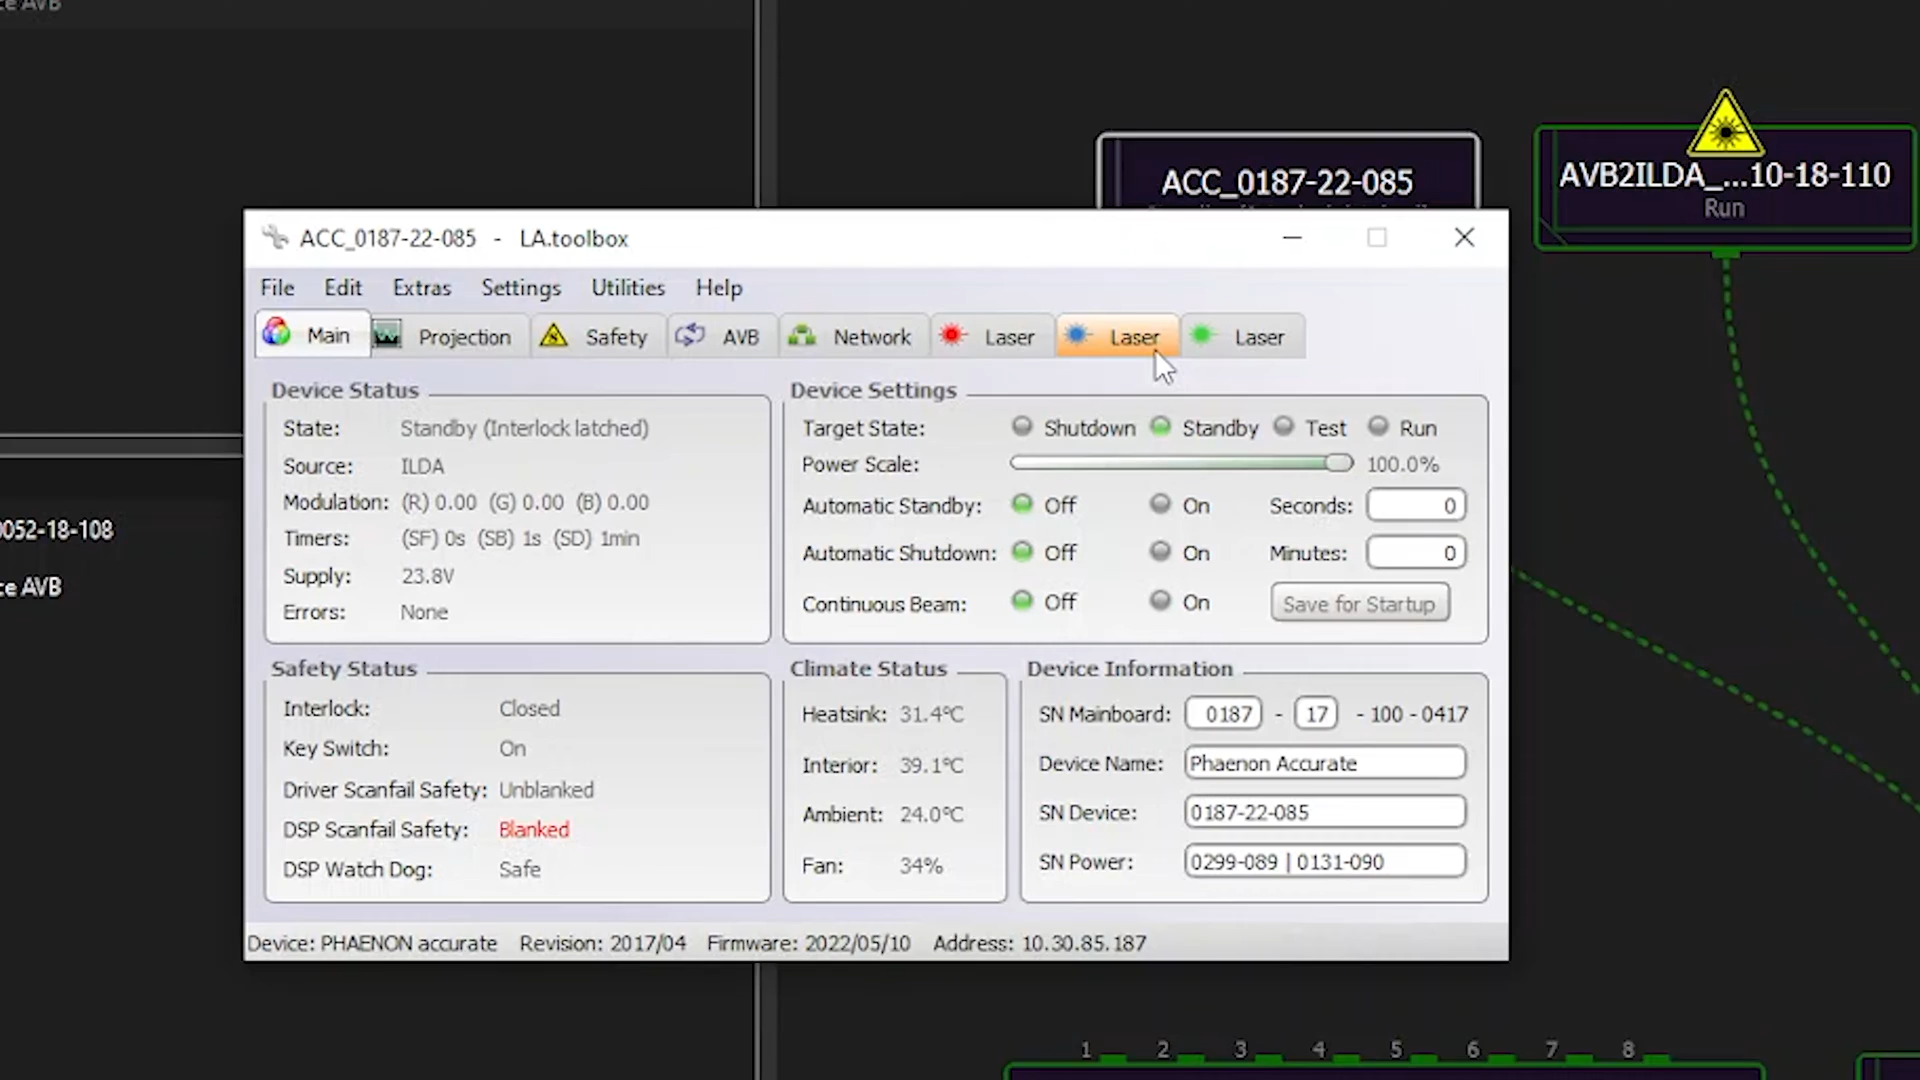 ce AVB
ACC_0187-22-085
AVB2ILDA_...10-18-110
Run
ACC_0187-22-085 - LA.toolbox
File Edit Extras Settings Utilities Help
Main Projection Safety AVB Network Laser Laser Laser
Device Status
State: Standby (Interlock latched)
Source: ILDA
Modulation: (R) 0.00 (G) 0.00 (B) 0.00
Timers: (SF) 0s (SB) 1s (SD) 1min
Supply: 23.8V
Errors: None
Device Settings
Target State: Shutdown Standby Test Run
Power Scale: 100.0%
Automatic Standby: Off On Seconds: 0
Automatic Shutdown: Off On Minutes: 0
Continuous Beam: Off On Save for Startup
0052-18-108
ce AVB
Safety Status
Interlock: Closed
Key Switch: On
Driver Scanfail Safety: Unblanked
DSP Scanfail Safety: Blanked
DSP Watch Dog: Safe
Climate Status
Heatsink: 31.4°C
Interior: 39.1°C
Ambient: 24.0°C
Fan: 34%
Device Information
SN Mainboard: 0187 - 17 - 100 - 0417
Device Name: Phaenon Accurate
SN Device: 0187-22-085
SN Power: 0299-089 | 0131-090
Device: PHAENON accurate Revision: 2017/04 Firmware: 2022/05/10 Address: 10.30.85.187
1 2 3 4 5 6 7 8